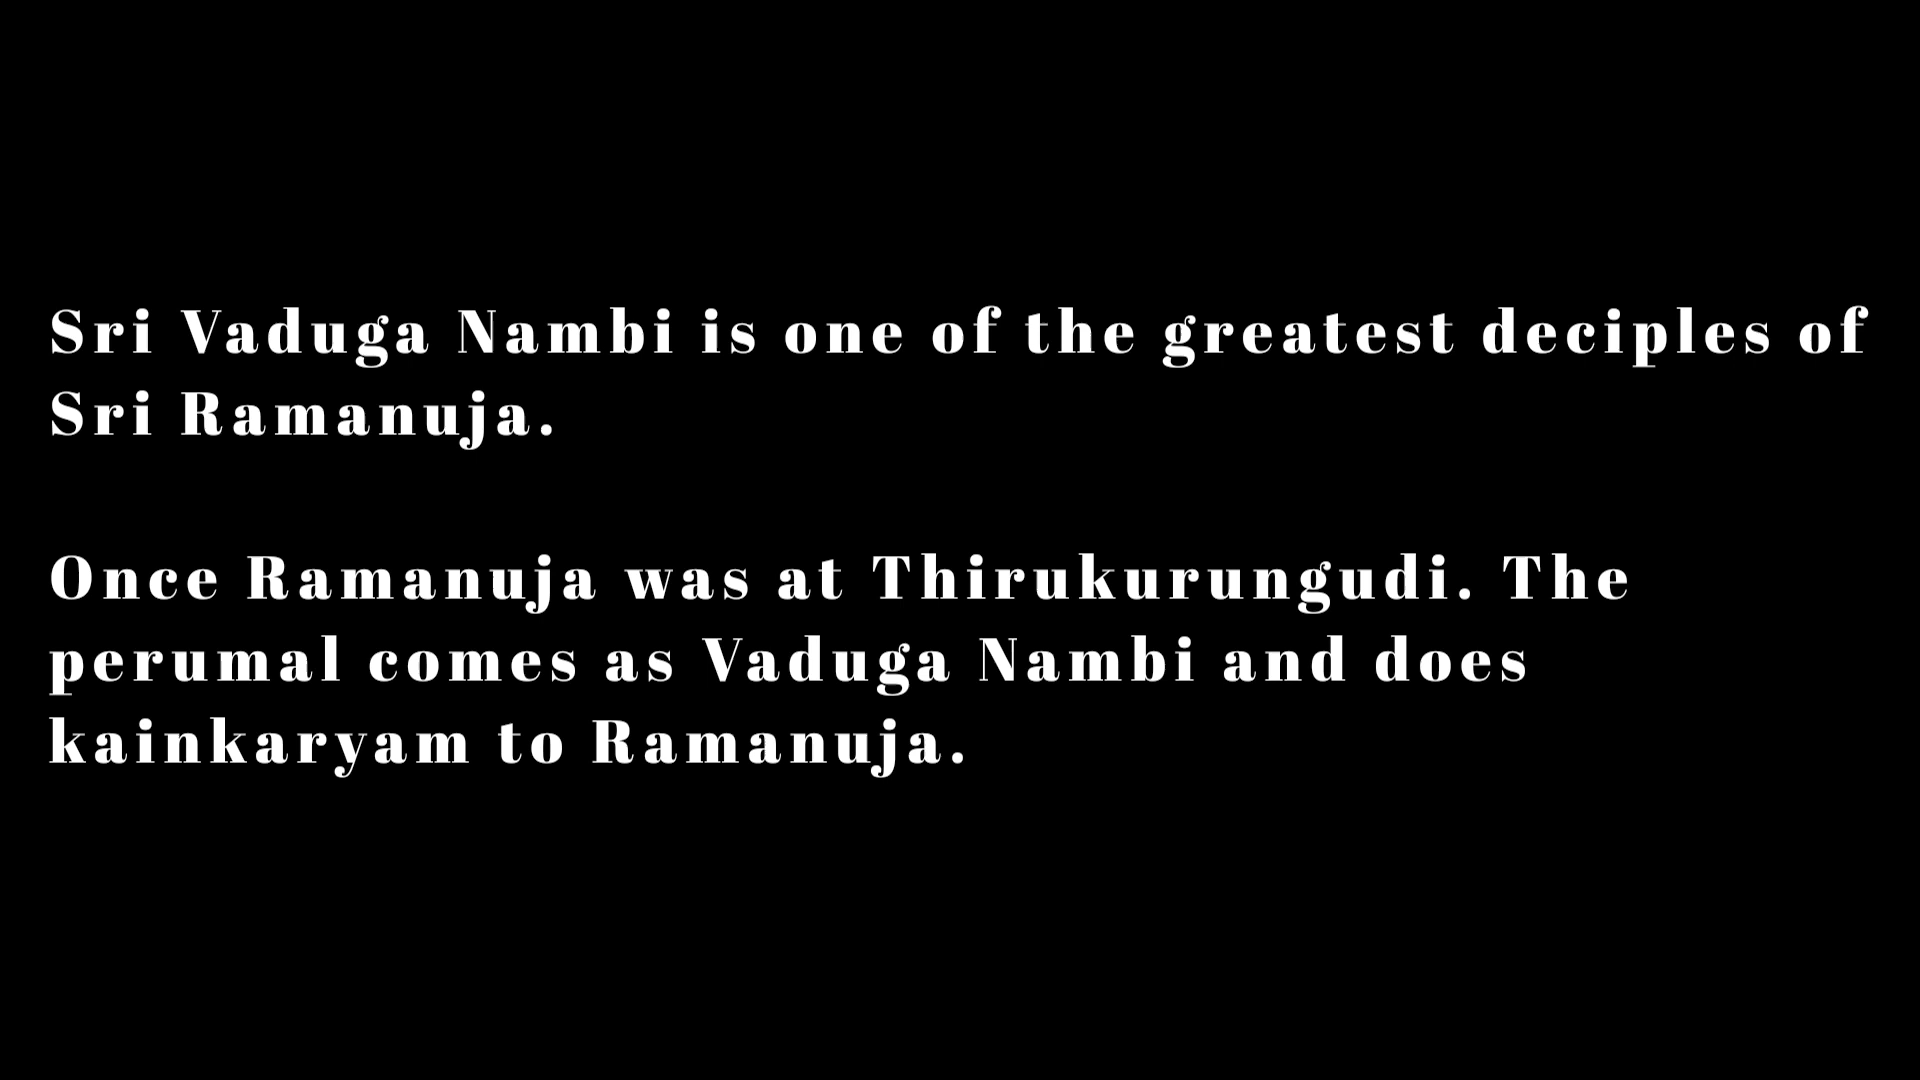 Sri Vaduga Nambi is one of the greatest deciples of
Sri Ramanuja.
Once Ramanuja was at Thirukurungudi. The
perumal comes as Vaduga Nambi and does
kainkaryam to Ramanuja.